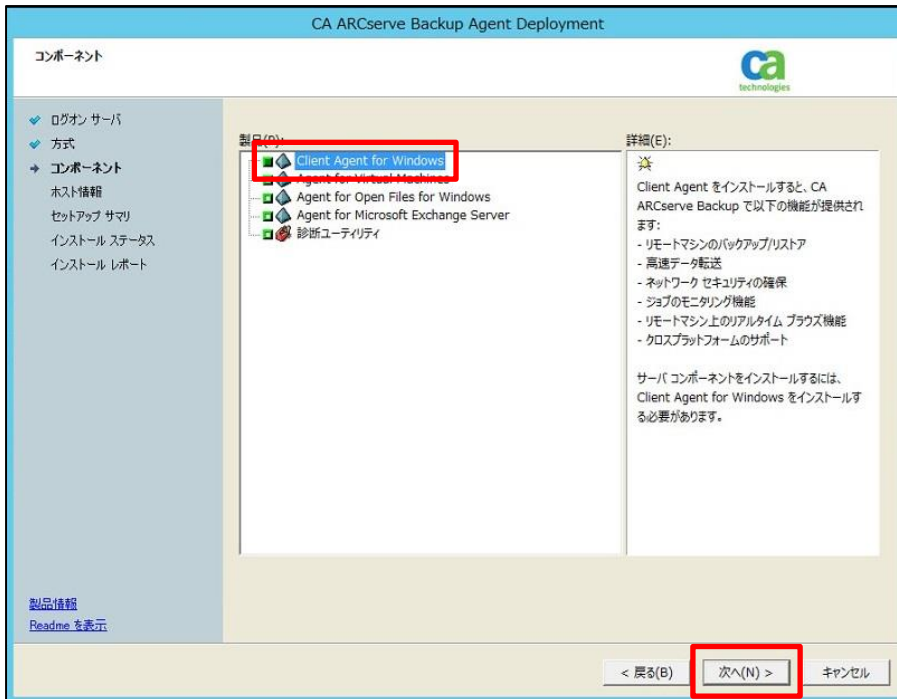 CA ARCserve Backup Agent Deployment
コンポーネント
ca
technologies
ログオン サーバ
方式
コンポーネント
ホスト情報
セットアップ サマリ
インストール ステータス
インストール レポート
製品(P):
Client Agent for Windows
Agent for Virtual Machines
Agent for Open Files for Windows
Agent for Microsoft Exchange Server
診断ユーティリティ
詳細(E):
Client Agent をインストールすると、CA
ARCserve Backup で以下の機能が提供され
ます:
- リモートマシンのバックアップ/リストア
- 高速データ転送
- ネットワーク セキュリティの確保
- ジョブのモニタリング機能
- リモートマシン上のリアルタイム ブラウズ機能
- クロスプラットフォームのサポート
サーバ コンポーネントをインストールするには、
Client Agent for Windows をインストールす
る必要があります。
製品情報
Readme を表示
< 戻る(B)
次へ(N) >
キャンセル